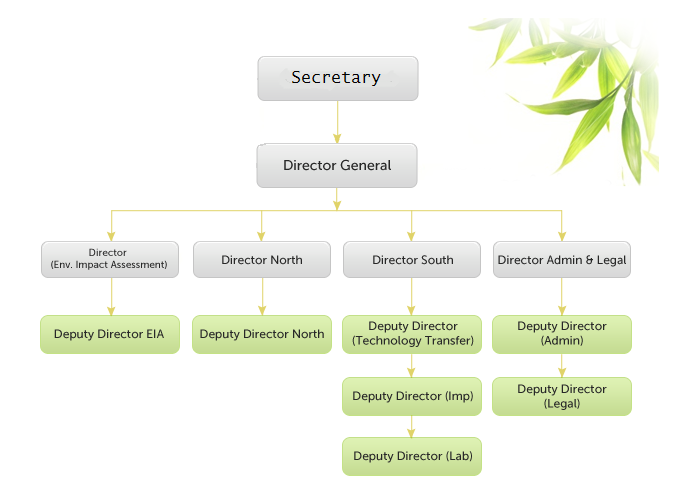 Secretary
Director General
Director
(Env. Impact Assessment)
Director North
Director South
Director Admin & Legal
Deputy Director EIA
Deputy Director North
Deputy Director
(Technology Transfer)
Deputy Director
(Admin)
Deputy Director (Imp)
Deputy Director
(Legal)
Deputy Director (Lab)